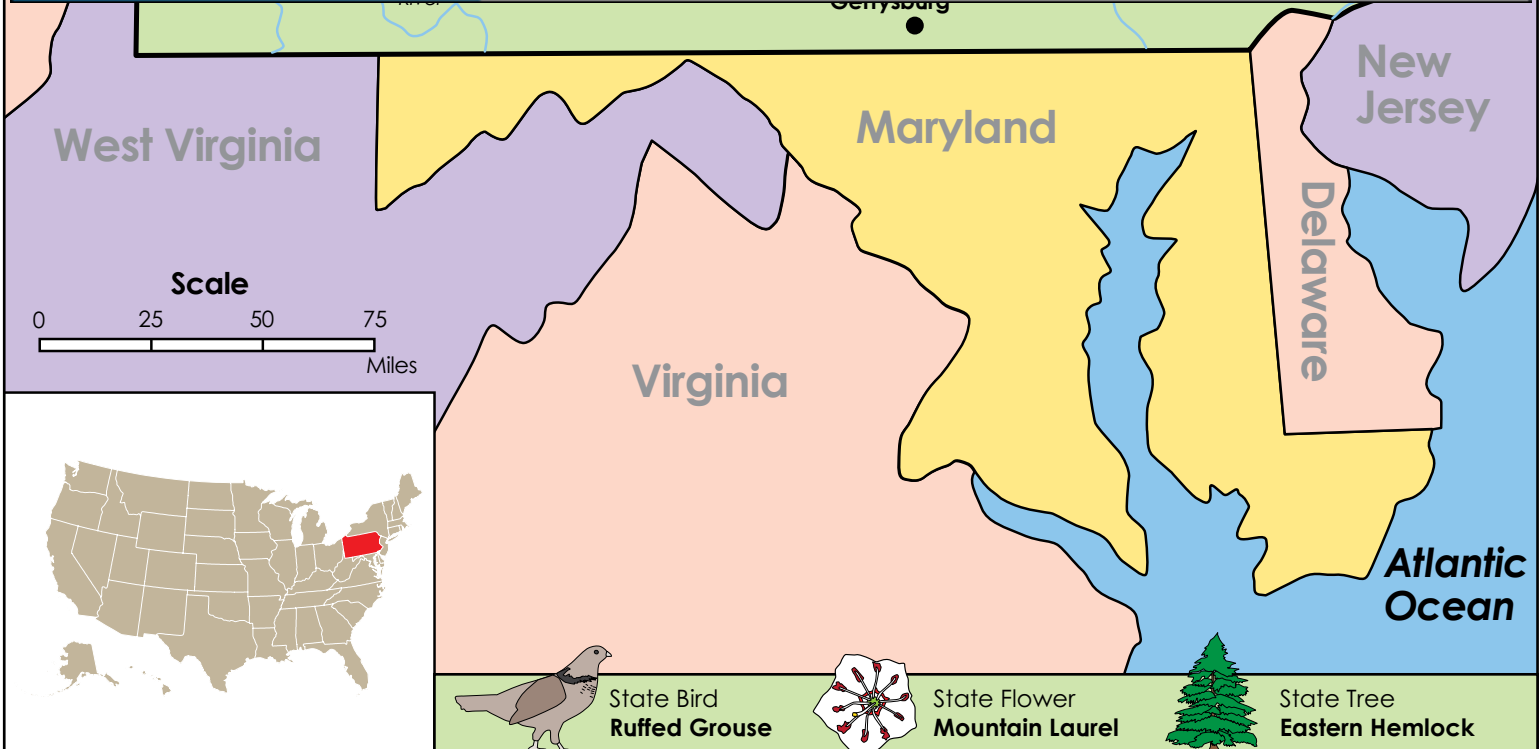 River
Gettysburg
New
Jersey
Maryland
West Virginia
Delaware
Scale
0 25 50 75
Miles
Virginia
Atlantic
Ocean
State Bird
Ruffed Grouse
State Flower
Mountain Laurel
State Tree
Eastern Hemlock